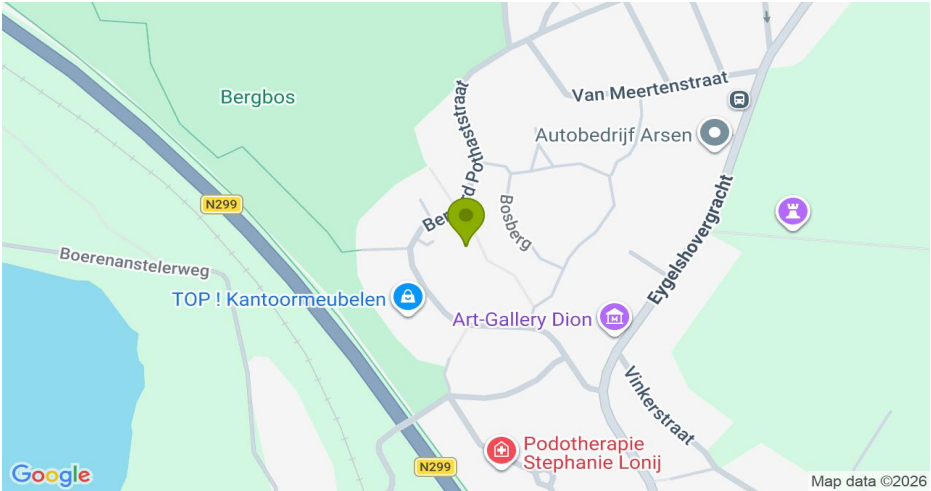 Bergbos
Van Meertenstraat
Autobedrijf Arsen
N299
Bosberg
Eygelshovergracht
Boerenanstelerweg
TOP ! Kantoormeubelen
Art-Gallery Dion
Vinkerstraat
Podotherapie
Stephanie Lonij
N299
Google
Map data ©2026